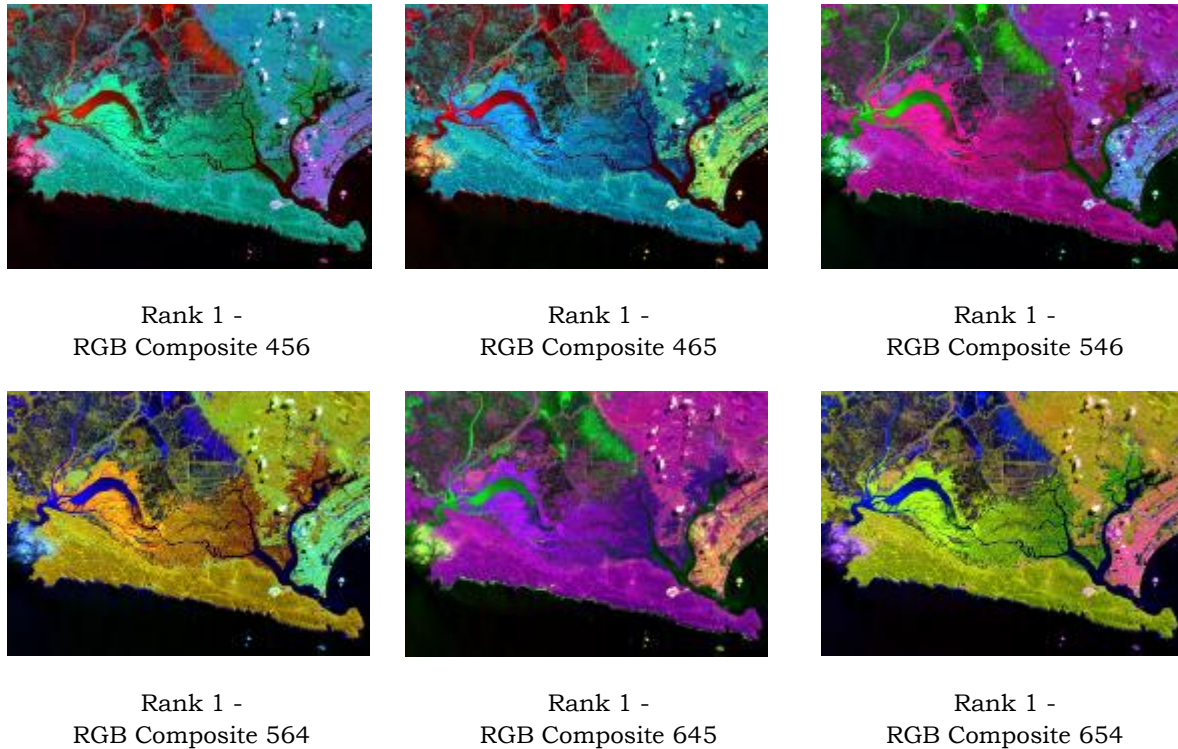 Rank 1 -
RGB Composite 456
Rank 1 -
RGB Composite 465
Rank 1 -
RGB Composite 546
Rank 1 -
RGB Composite 564
Rank 1 -
RGB Composite 645
Rank 1 -
RGB Composite 654